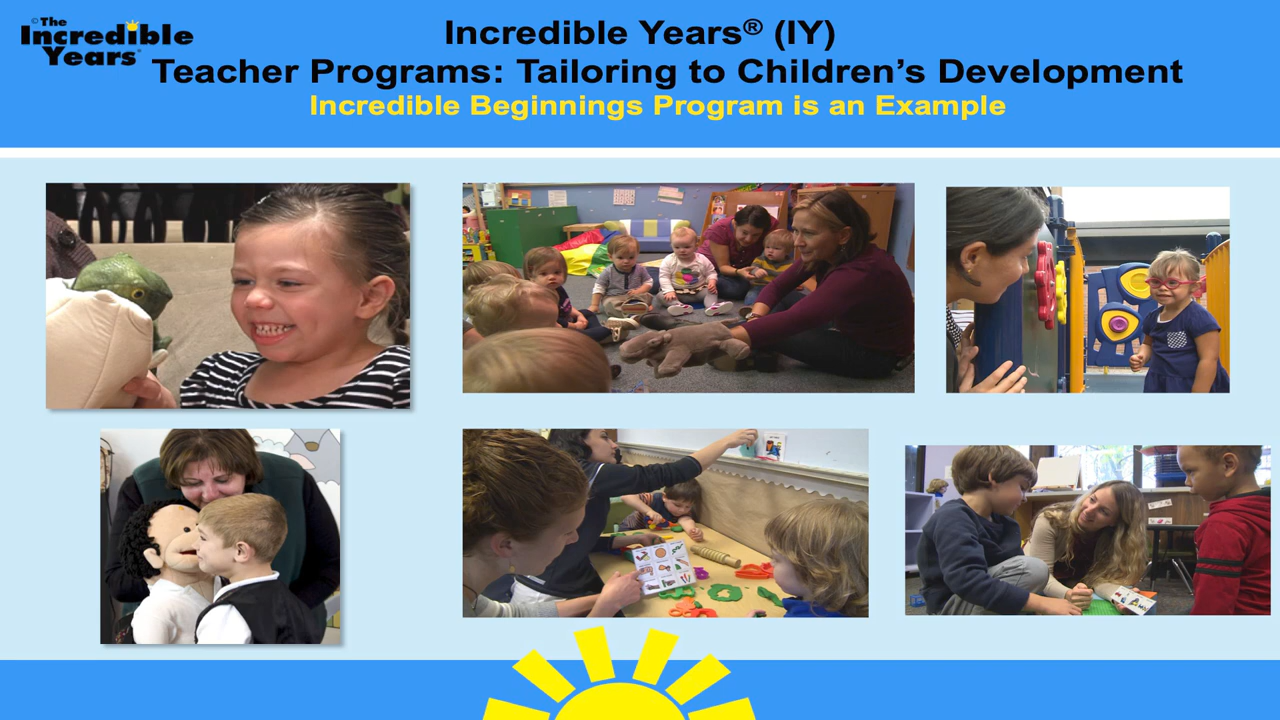 © The
Incredible
Years®
Incredible Years® (IY)
Teacher Programs: Tailoring to Children’s Development
Incredible Beginnings Program is an Example